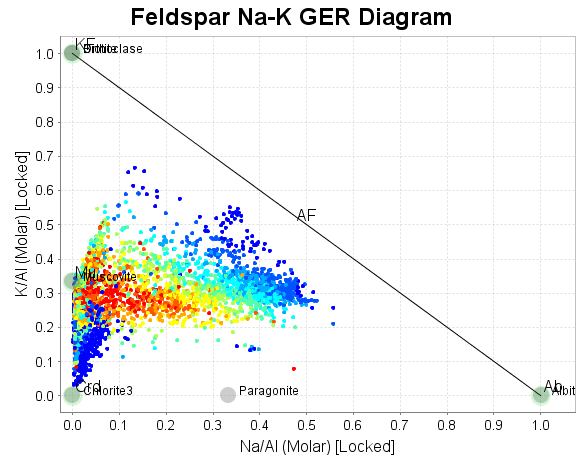 Feldspar Na-K GER Diagram
K/Al (Molar) [Locked]
1.0
0.9
0.8
0.7
0.6
0.5
0.4
0.3
0.2
0.1
0.0
KF
AF
Muscovite
Crd
Chlorite3
Paragonite
Ab
Albit
0.0 0.1 0.2 0.3 0.4 0.5 0.6 0.7 0.8 0.9 1.0
Na/Al (Molar) [Locked]